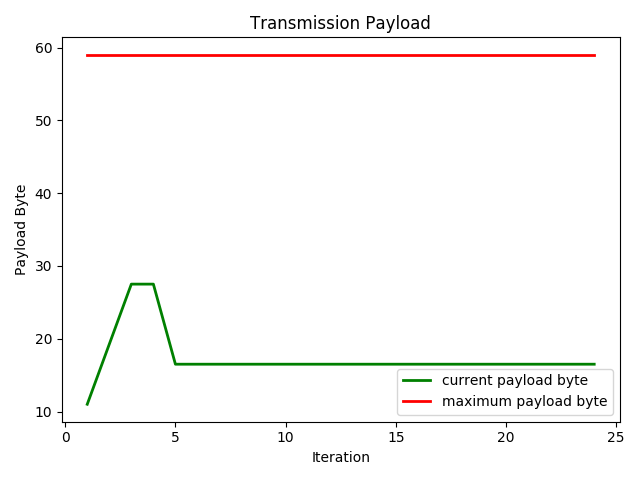 Transmission Payload
60
50
40
30
20
10
Payload Byte
0
5
10
15
20
25
Iteration
current payload byte
maximum payload byte